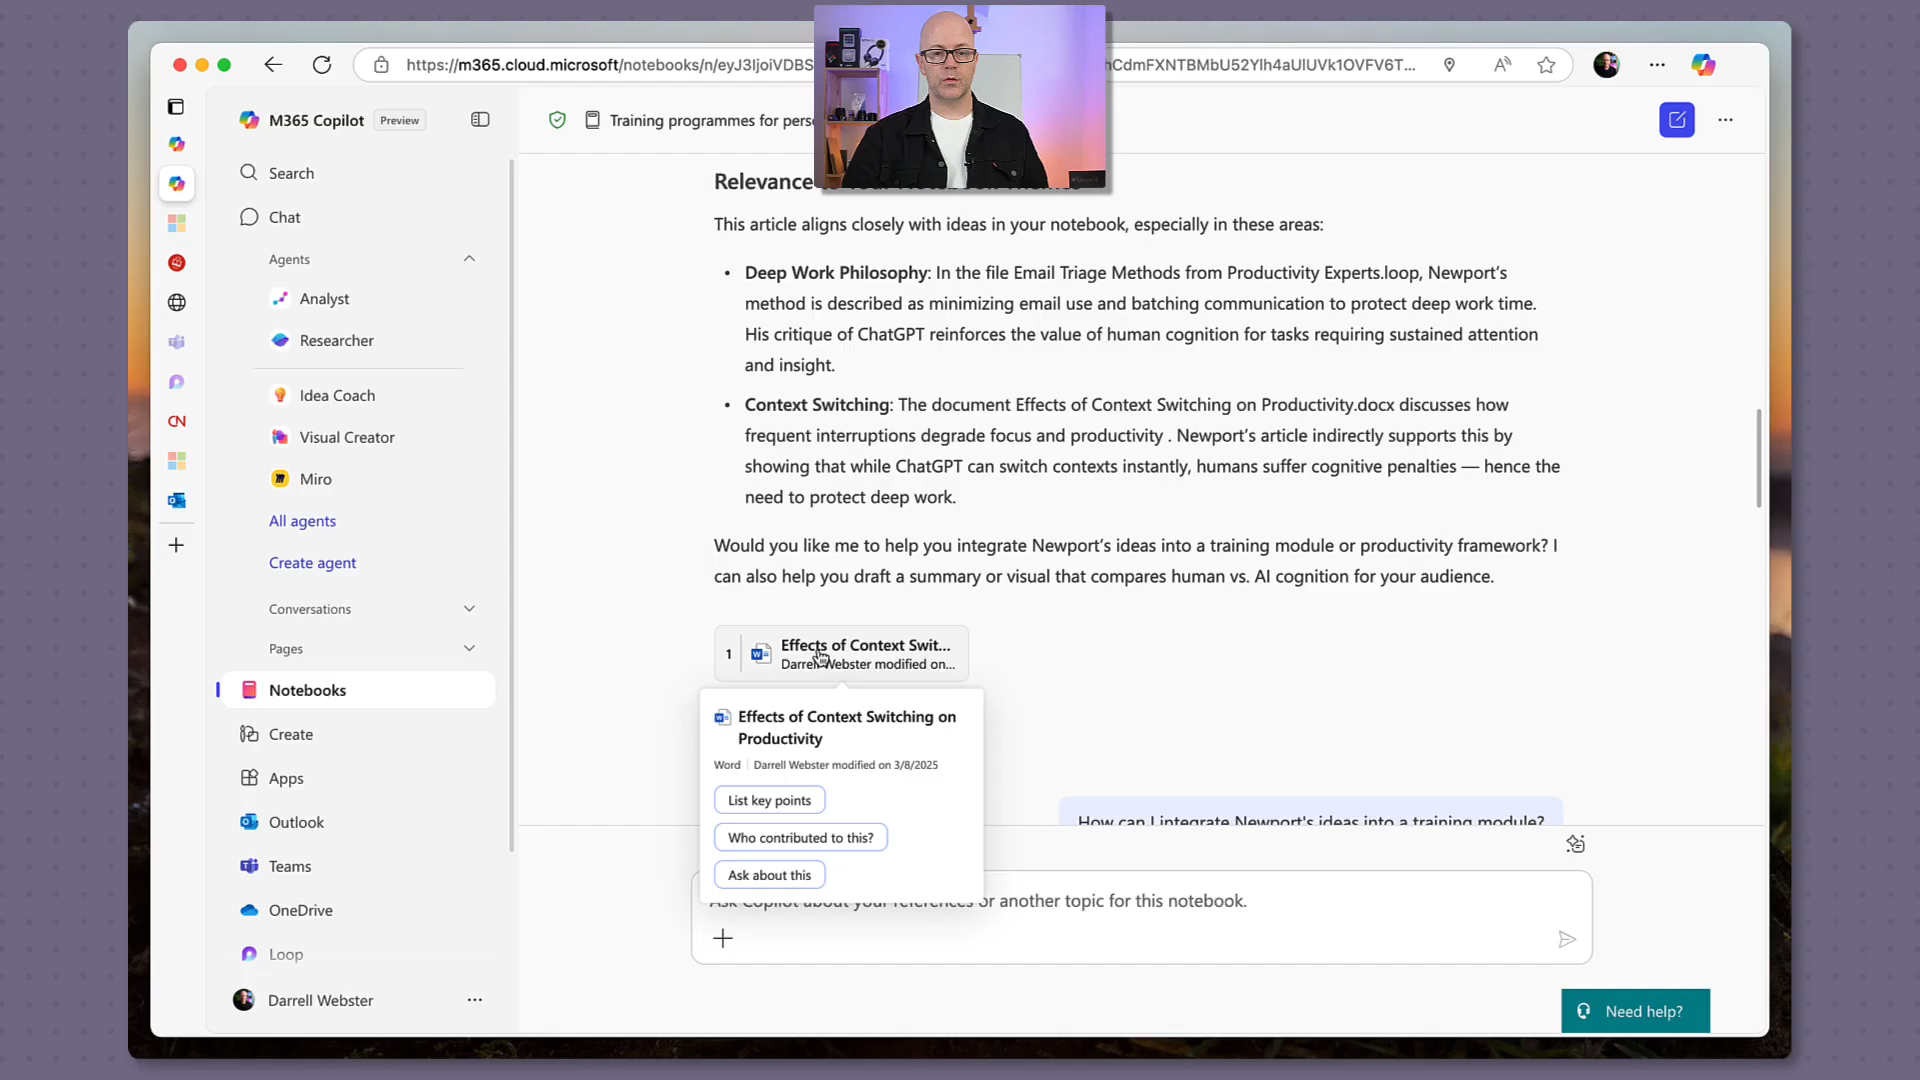 https://m365.cloud.microsoft/notebooks/n/eyJ3IjoiVDBS
CdmFXNTBMbU52Ylh4aUlUVk1OVFV6T...
M365 Copilot
Preview
Training programmes for pers
Search
Chat
Agents
Analyst
Researcher
Idea Coach
Visual Creator
Miro
All agents
Create agent
Conversations
Pages
Notebooks
Create
Apps
Outlook
Teams
OneDrive
Loop
Darrell Webster
CN
Relevance
This article aligns closely with ideas in your notebook, especially in these areas:
• Deep Work Philosophy: In the file Email Triage Methods from Productivity Experts.loop, Newport's
method is described as minimizing email use and batching communication to protect deep work time.
His critique of ChatGPT reinforces the value of human cognition for tasks requiring sustained attention
and insight.
• Context Switching: The document Effects of Context Switching on Productivity.docx discusses how
frequent interruptions degrade focus and productivity . Newport's article indirectly supports this by
showing that while ChatGPT can switch contexts instantly, humans suffer cognitive penalties — hence the
need to protect deep work.
Would you like me to help you integrate Newport's ideas into a training module or productivity framework? I
can also help you draft a summary or visual that compares human vs. AI cognition for your audience.
1
Effects of Context Swit...
Darrell Webster modified on...
Effects of Context Switching on
Productivity
Word | Darrell Webster modified on 3/8/2025
List key points
Who contributed to this?
Ask about this
How can I integrate Newport's ideas into a training module?
Ask Copilot about your references or another topic for this notebook.
Need help?